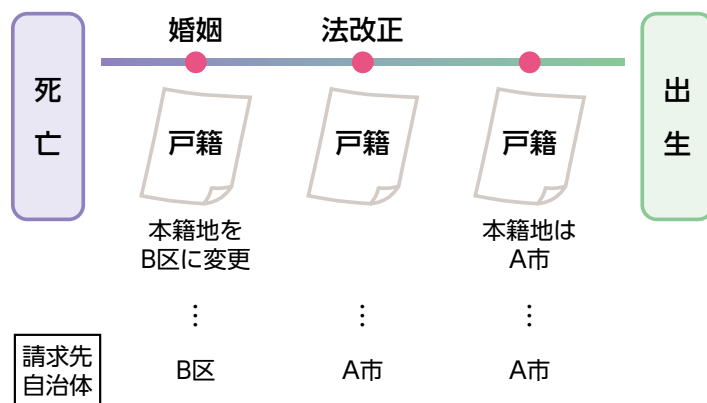 死亡
婚姻
法改正
出生
戸籍
戸籍
戸籍
本籍地を
B区に変更
本籍地は
A市
⋮
⋮
⋮
請求先
自治体
B区
A市
A市